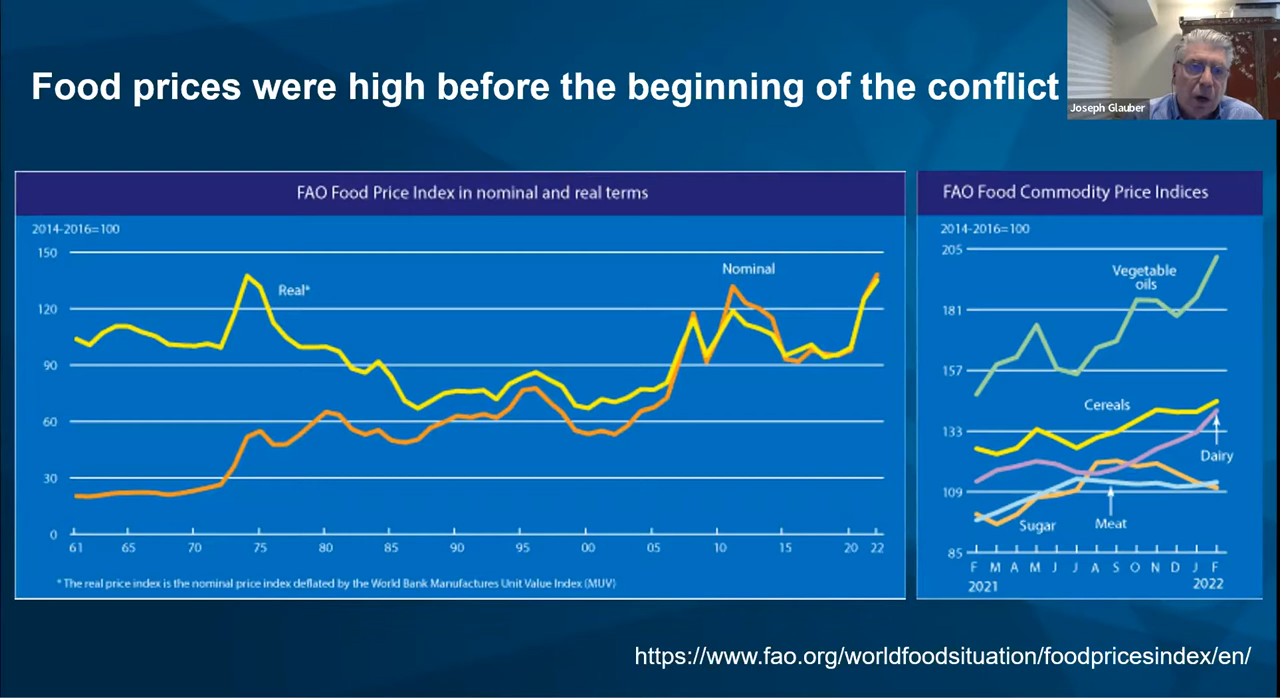 Food prices were high before the beginning of the conflict
Joseph Glauber
FAO Food Price Index in nominal and real terms
2014-2016=100
150
120
90
60
30
0
Real*
Nominal
61 65 70 75 80 85 90 95 00 05 10 15 20 22
* The real price index is the nominal price index deflated by the World Bank Manufactures Unit Value Index (MUV)
FAO Food Commodity Price Indices
2014-2016=100
205
181
157
133
109
85
Vegetable
oils
Cereals
Dairy
Sugar
Meat
F M A M J J A S O N D J F
2021 2022
https://www.fao.org/worldfoodsituation/foodpricesindex/en/